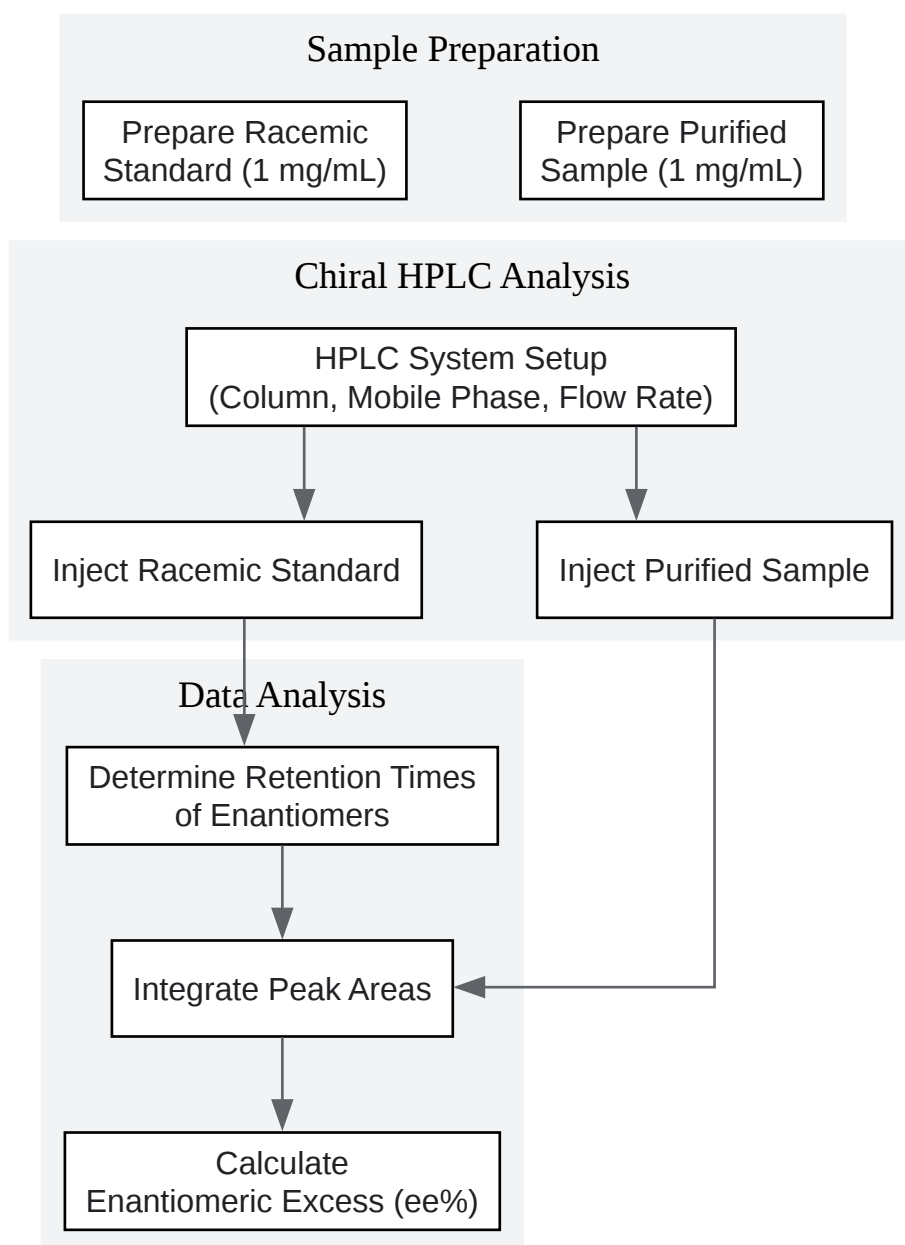 Sample Preparation
Prepare Racemic
Standard (1 mg/mL)
Prepare Purified
Sample (1 mg/mL)
Chiral HPLC Analysis
HPLC System Setup
(Column, Mobile Phase, Flow Rate)
Inject Racemic Standard
Inject Purified Sample
Data Analysis
Determine Retention Times
of Enantiomers
Integrate Peak Areas
Calculate
Enantiomeric Excess (ee%)